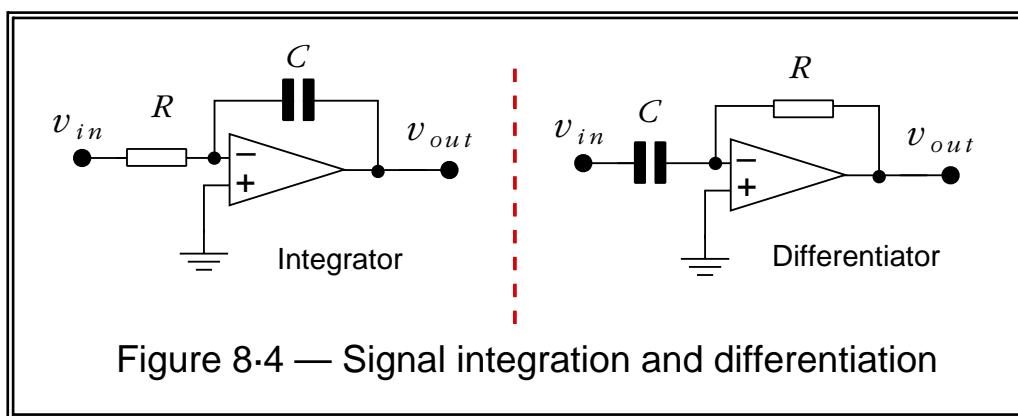 C
R
v in
v out
− +
Integrator
R
C
v in
v out
− +
Differentiator
Figure 8·4 — Signal integration and differentiation